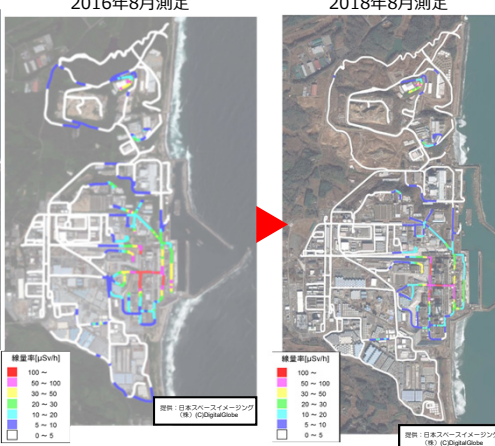 2016年8月測定
2018年8月測定
線量率[μSv/h]
100 ～
50 ～ 100
30 ～ 50
20 ～ 30
10 ～ 20
5 ～ 10
0 ～ 5
提供：日本スペースイメージング
（株） (C)DigitalGlobe
線量率[μSv/h]
100 ～
50 ～ 100
30 ～ 50
20 ～ 30
10 ～ 20
5 ～ 10
0 ～ 5
提供：日本スペースイメージング
（株） (C)DigitalGlobe